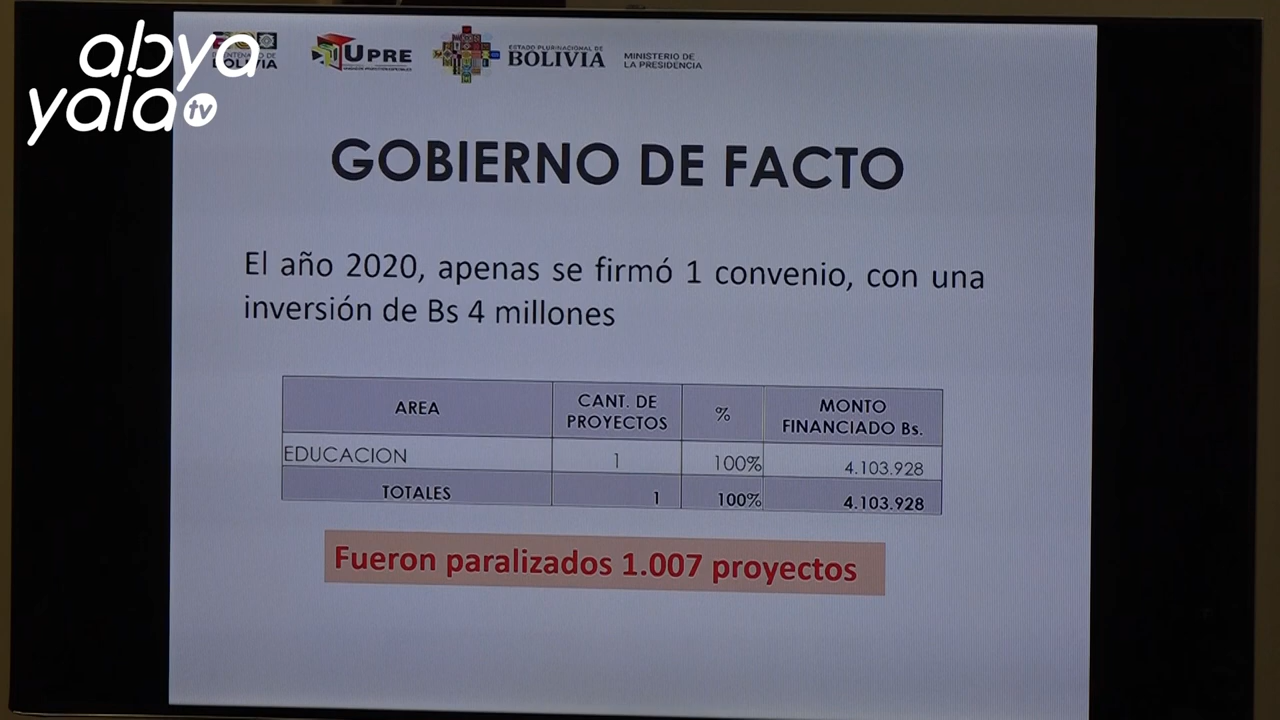 abya
yala tv
BOLIVIA
UPRE
ESTADO PLURINACIONAL DE
BOLIVIA
MINISTERIO DE
LA PRESIDENCIA
GOBIERNO DE FACTO
El año 2020, apenas se firmó 1 convenio, con una
inversión de Bs 4 millones
AREA CANT. DE PROYECTOS % MONTO FINANCIADO Bs.
EDUCACION 1 100% 4.103.928
TOTALES 1 100% 4.103.928
Fueron paralizados 1.007 proyectos